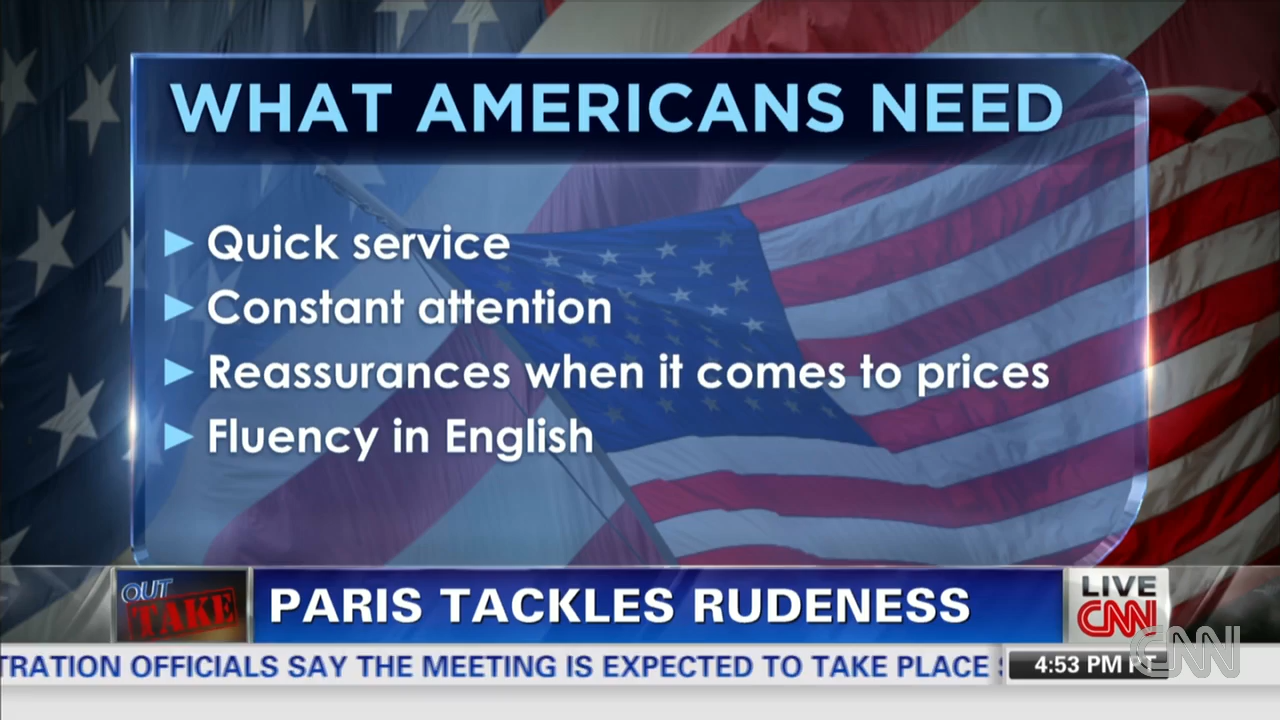 WHAT AMERICANS NEED
Quick service
Constant attention
Reassurances when it comes to prices
Fluency in English
OUT
TAKE
PARIS TACKLES RUDENESS
LIVE
CNN
TRATION OFFICIALS SAY THE MEETING IS EXPECTED TO TAKE PLACE
4:53 PM PT
CNN